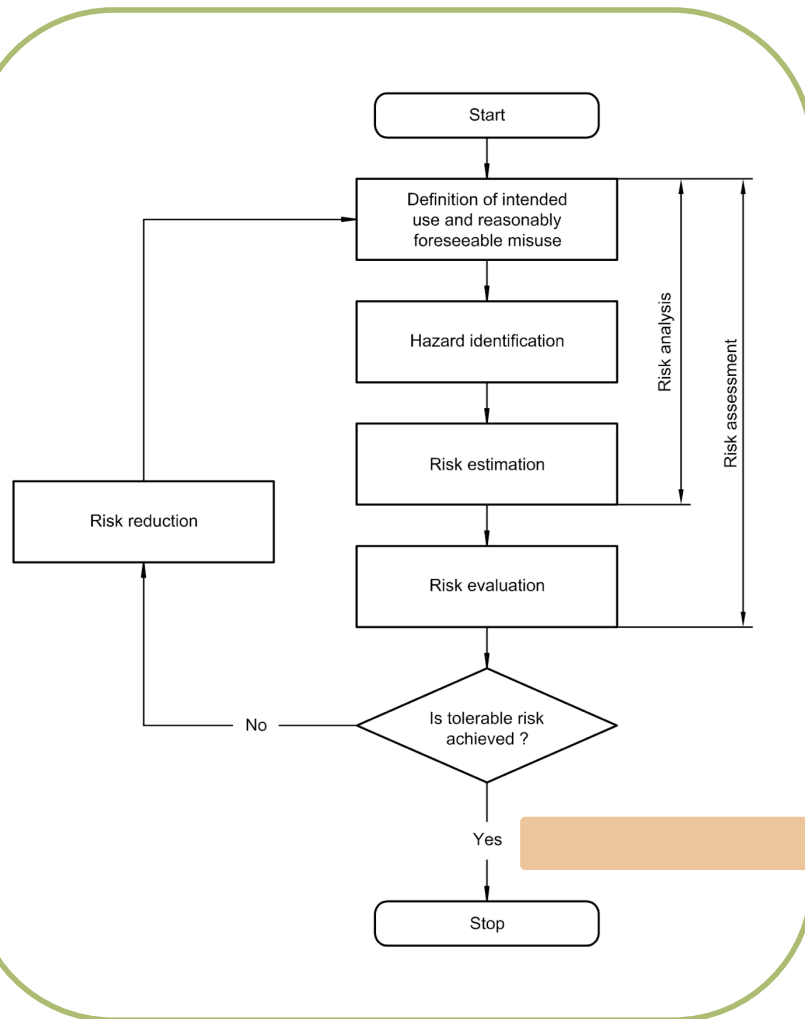 Start
Definition of intended
use and reasonably
foreseeable misuse
Hazard identification
Risk estimation
Risk evaluation
Is tolerable risk
achieved ?
Yes
Stop
No
Risk reduction
Risk analysis
Risk assessment